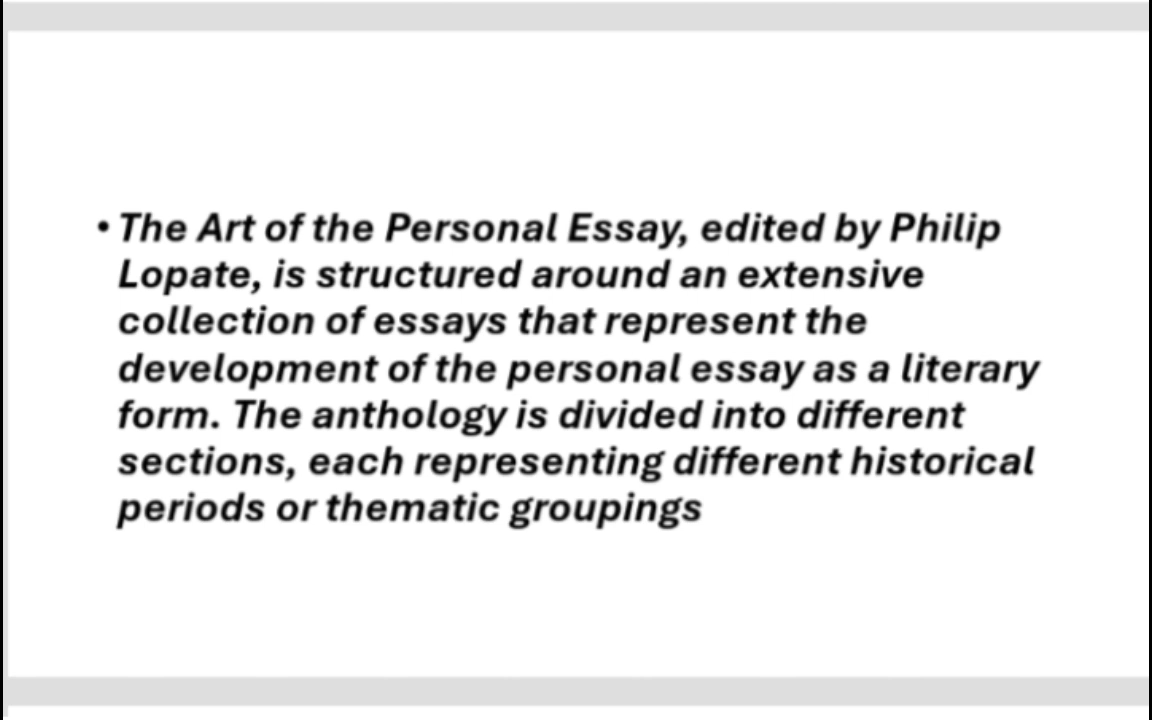 • The Art of the Personal Essay, edited by Philip
Lopate, is structured around an extensive
collection of essays that represent the
development of the personal essay as a literary
form. The anthology is divided into different
sections, each representing different historical
periods or thematic groupings